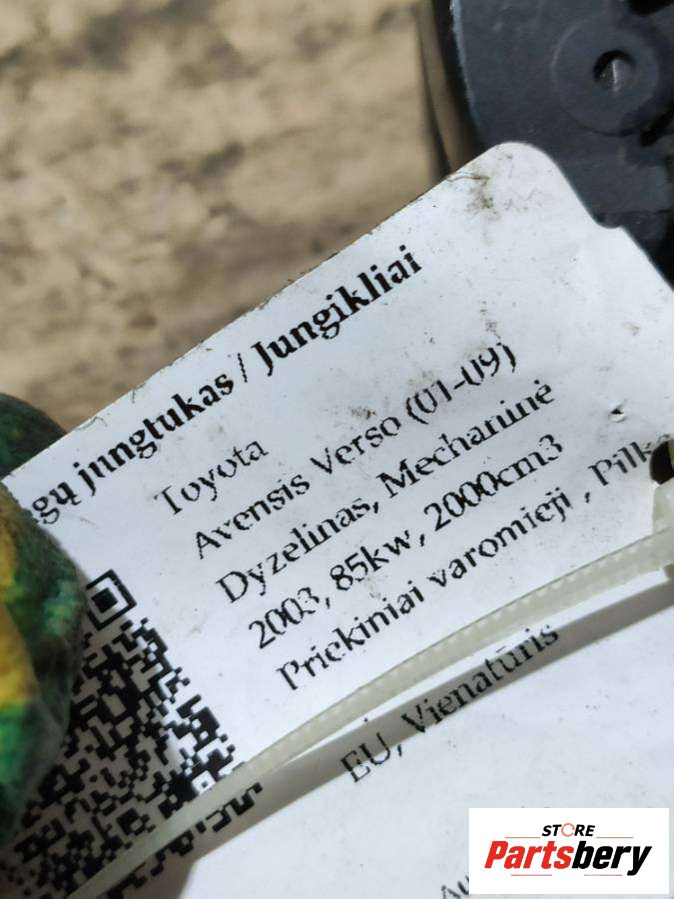 gų jungtukas / Jungikliai
Toyota
Avensis Verso (01-09)
Dyzelinas, Mechaninė
2003, 85kw, 2000cm3
Priekiniai varomieji , Pilka
EU, Vienatūris
STORE
Partsbery